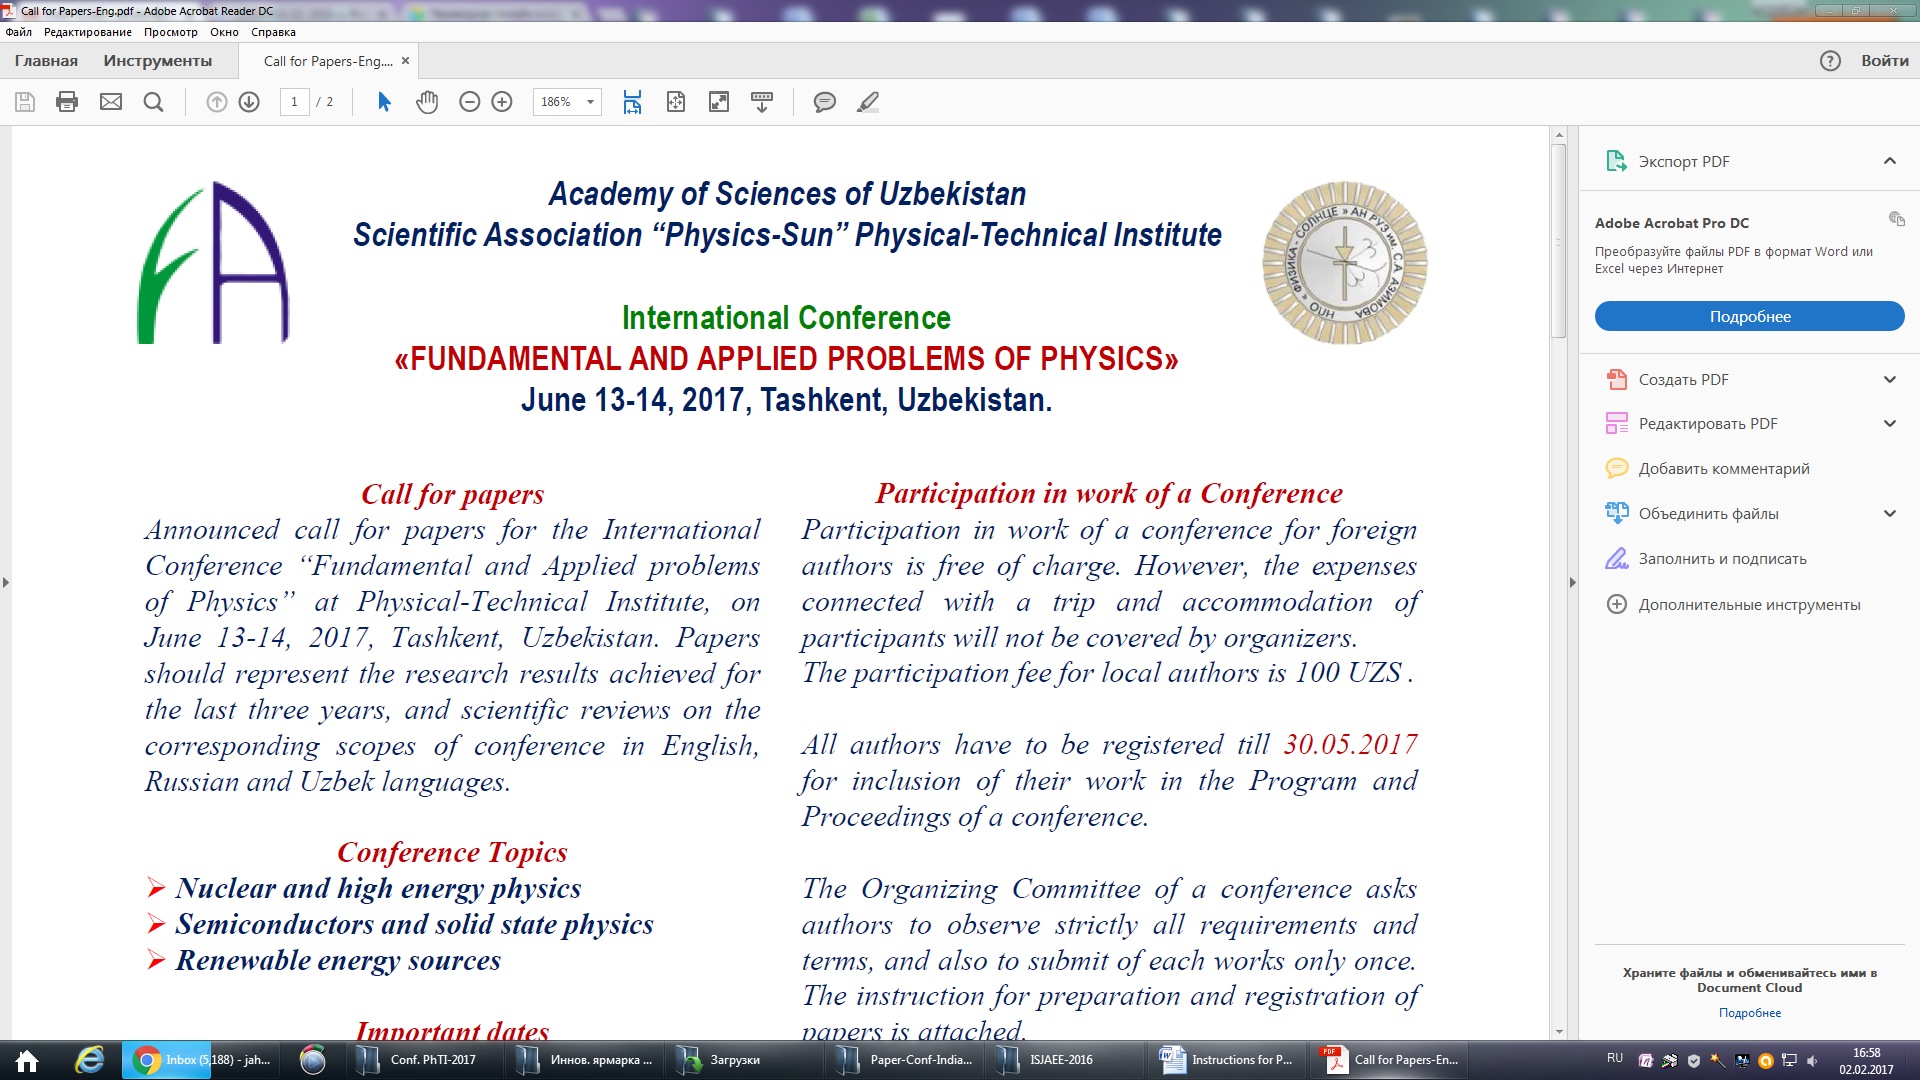 Call for Papers-Eng.pdf - Adobe Acrobat Reader DC
Файл Редактирование Просмотр Окно Справка
Главная Инструменты Call for Papers-Eng.... × Войти
1 / 2 186%
Academy of Sciences of Uzbekistan
Scientific Association “Physics-Sun” Physical-Technical Institute
International Conference
«FUNDAMENTAL AND APPLIED PROBLEMS OF PHYSICS»
June 13-14, 2017, Tashkent, Uzbekistan.
НПО « ФИЗИКА - СОЛНЦЕ » АН РУЗ им. С.А. АЗИМОВА
Call for papers
Announced call for papers for the International
Conference “Fundamental and Applied problems
of Physics” at Physical-Technical Institute, on
June 13-14, 2017, Tashkent, Uzbekistan. Papers
should represent the research results achieved for
the last three years, and scientific reviews on the
corresponding scopes of conference in English,
Russian and Uzbek languages.
Conference Topics
Nuclear and high energy physics
Semiconductors and solid state physics
Renewable energy sources
Important dates
Participation in work of a Conference
Participation in work of a conference for foreign
authors is free of charge. However, the expenses
connected with a trip and accommodation of
participants will not be covered by organizers.
The participation fee for local authors is 100 UZS .
All authors have to be registered till 30.05.2017
for inclusion of their work in the Program and
Proceedings of a conference.
The Organizing Committee of a conference asks
authors to observe strictly all requirements and
terms, and also to submit of each works only once.
The instruction for preparation and registration of
papers is attached.
Экспорт PDF
Adobe Acrobat Pro DC
Преобразуйте файлы PDF в формат Word или
Excel через Интернет
Подробнее
Создать PDF
Редактировать PDF
Добавить комментарий
Объединить файлы
Заполнить и подписать
Дополнительные инструменты
Храните файлы и обменивайтесь ими в
Document Cloud
Подробнее
Inbox (5,188) - jah...
Conf. PhTI-2017
Иннов. ярмарка ...
Загрузки
Paper-Conf-India...
ISJAEE-2016
Instructions for P...
Call for Papers-En...
RU
16:58
02.02.2017